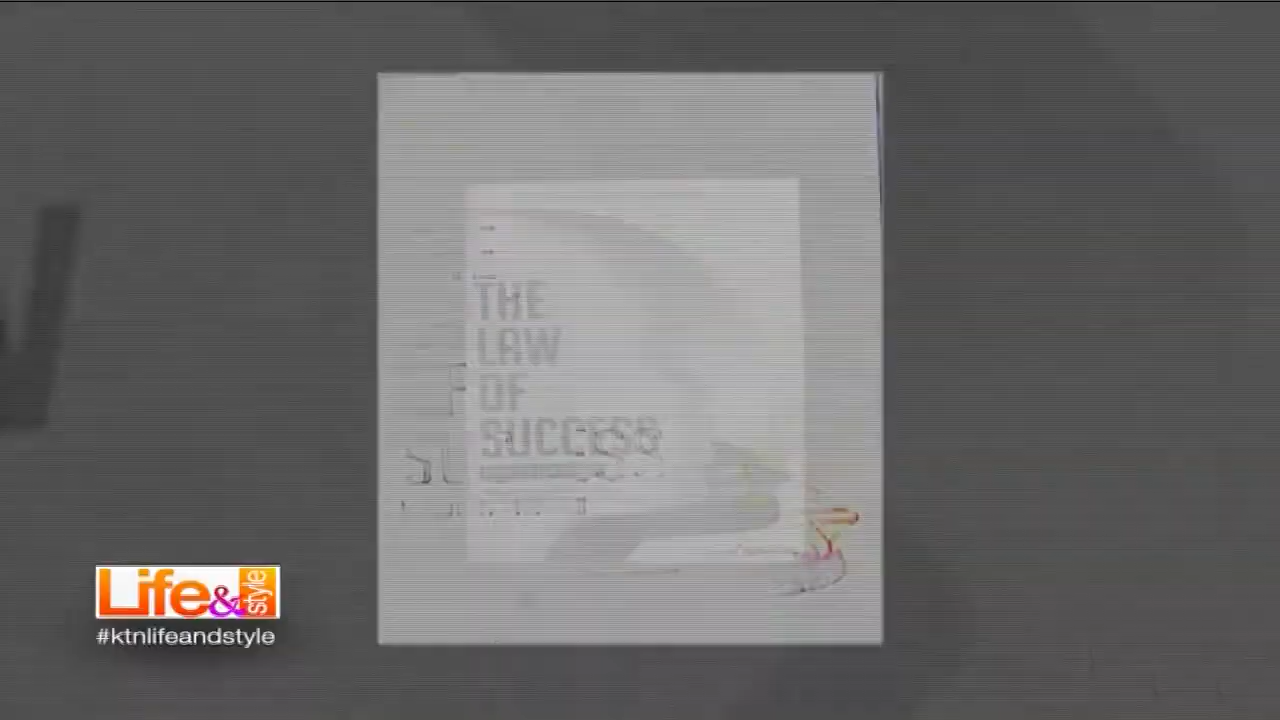 THE
LAW
OF
SUCCESS
Life&style
#ktnlifeandstyle